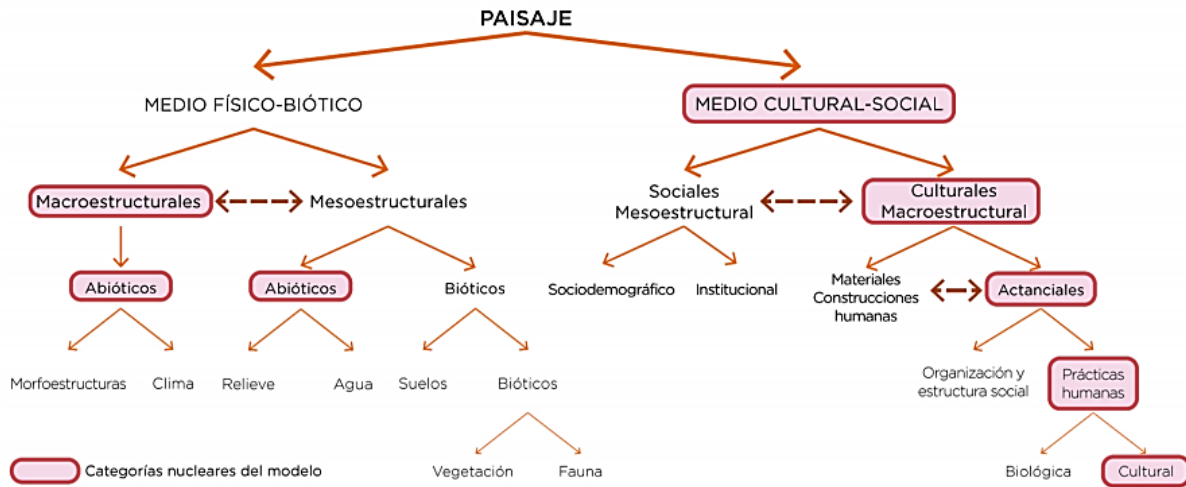 PAISAJE
MEDIO FÍSICO-BIÓTICO
MEDIO CULTURAL-SOCIAL
Macroestructurales
Mesoestructurales
Sociales
Mesoestructural
Culturales
Macroestructural
Abióticos
Abióticos
Bióticos
Sociodemográfico
Institucional
Materiales
Construcciones
humanas
Actanciales
Morfoestructuras
Clima
Relieve
Agua
Suelos
Bióticos
Organización y
estructura social
Prácticas
humanas
Categorías nucleares del modelo
Vegetación
Fauna
Biológica
Cultural